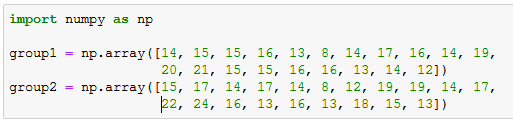 import numpy as np
group1 = np.array([14, 15, 15, 16, 13, 8, 14, 17, 16, 14, 19,
20, 21, 15, 15, 16, 16, 13, 14, 12])
group2 = np.array([15, 17, 14, 17, 14, 8, 12, 19, 19, 14, 17,
22, 24, 16, 13, 16, 13, 18, 15, 13])